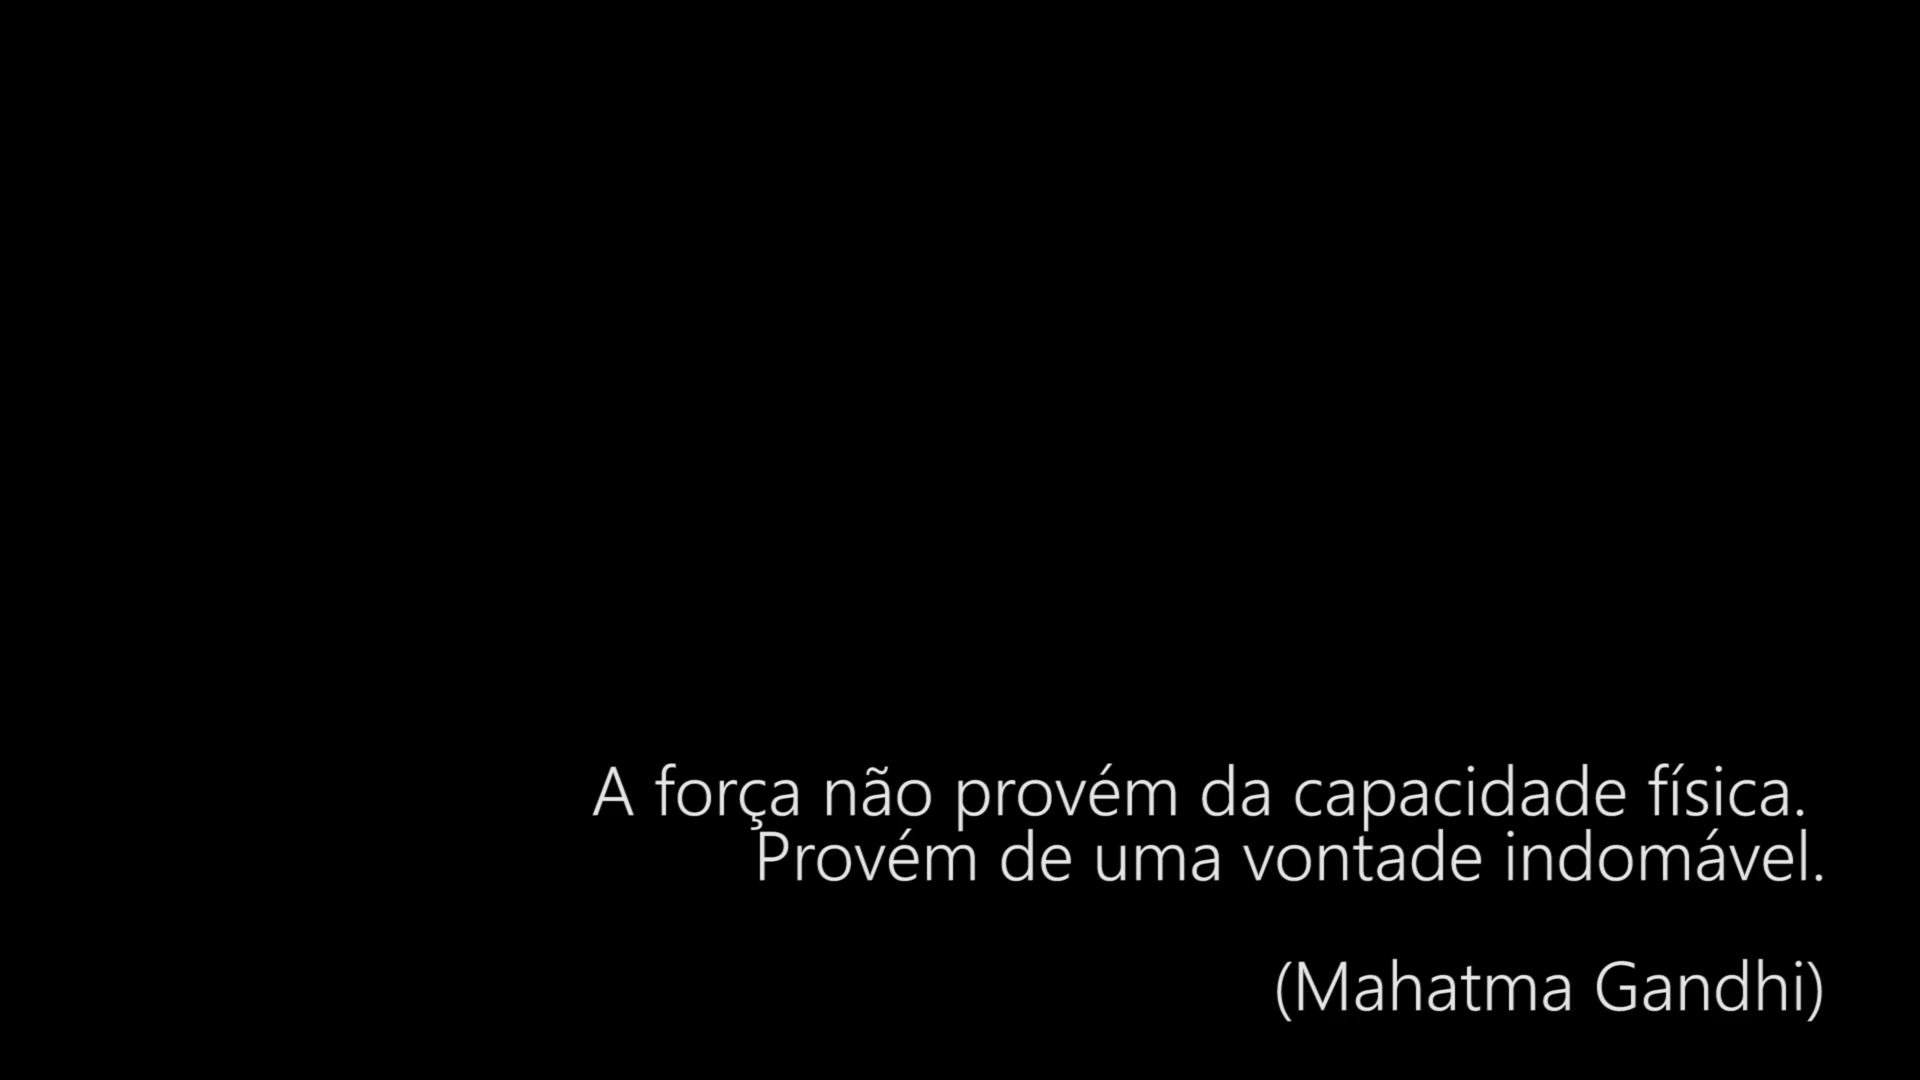 A força não provém da capacidade física.
Provém de uma vontade indomável.
(Mahatma Gandhi)